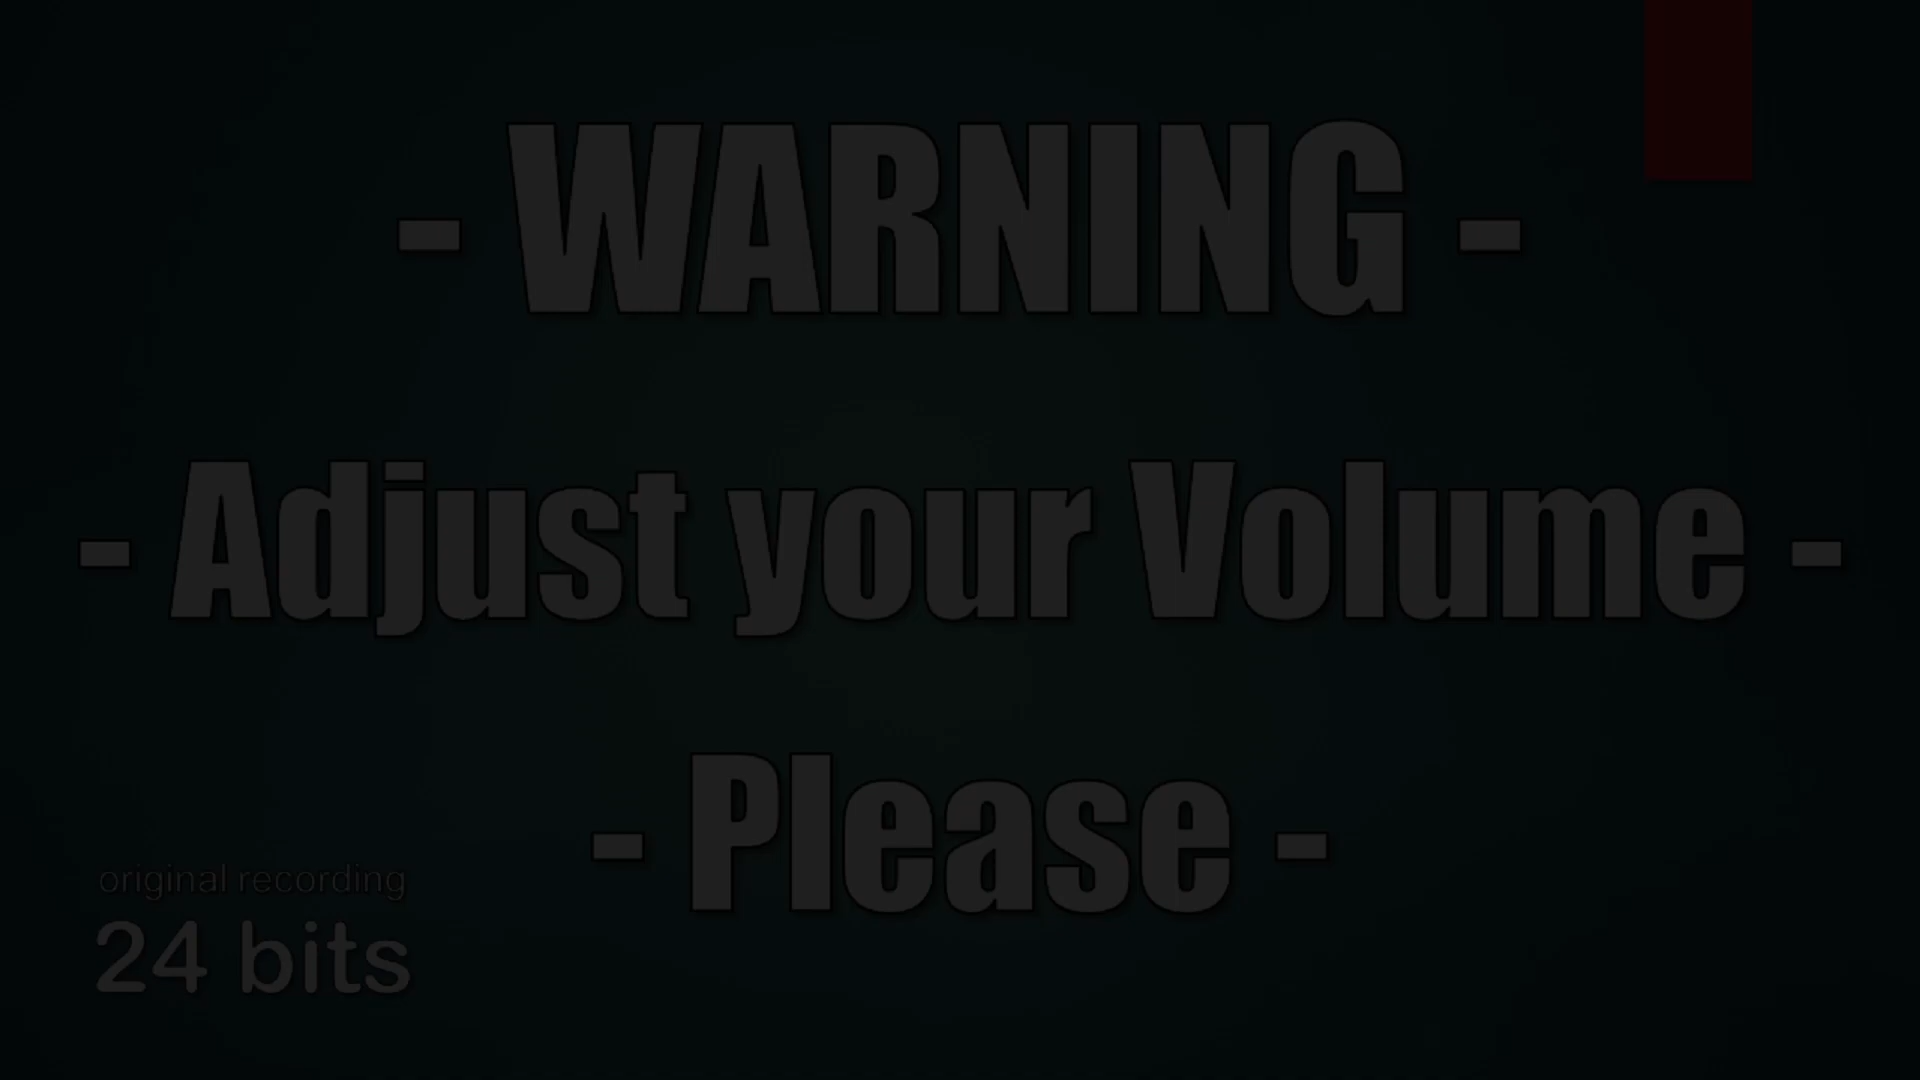 - WARNING -
- Adjust your Volume -
- Please -
original recording
24 bits